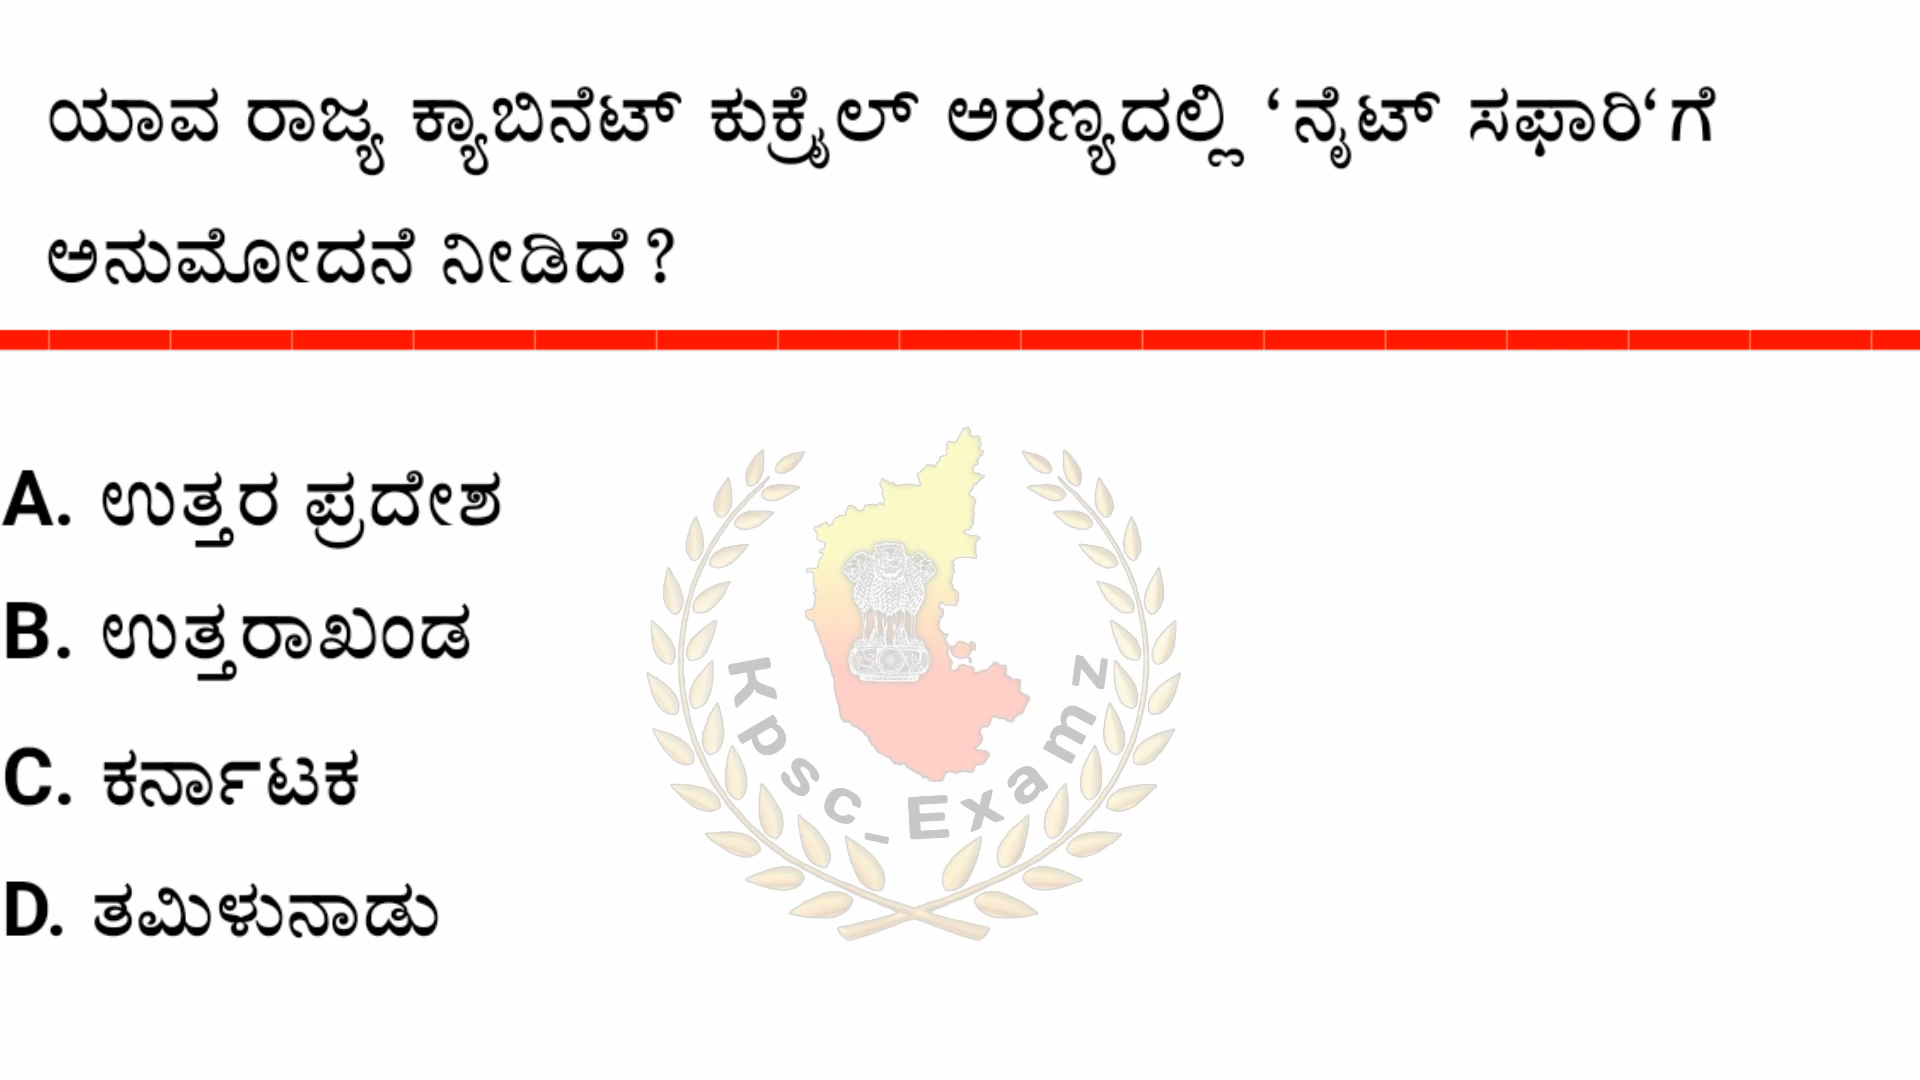 ಯಾವ ರಾಜ್ಯ ಕ್ಯಾಬಿನೆಟ್ ಕುಕ್ರೈಲ್ ಅರಣ್ಯದಲ್ಲಿ ‘ನೈಟ್ ಸಫಾರಿ‘ಗೆ
ಅನುಮೋದನೆ ನೀಡಿದೆ?
A. ಉತ್ತರ ಪ್ರದೇಶ
B. ಉತ್ತರಾಖಂಡ
C. ಕರ್ನಾಟಕ
D. ತಮಿಳುನಾಡು
Kpsc_Examz